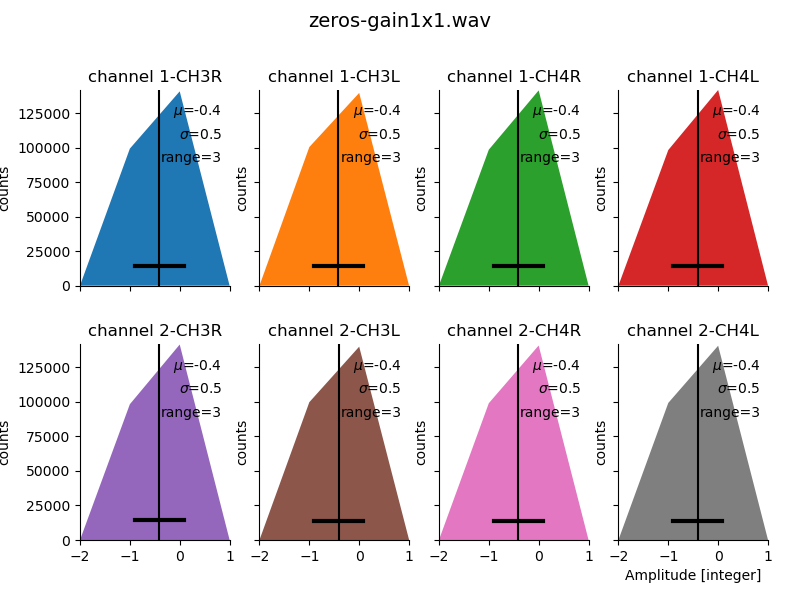 zeros-gain1x1.wav
channel 1-CH3R
channel 1-CH3L
channel 1-CH4R
channel 1-CH4L
125000
100000
75000
50000
25000
0
counts
μ=-0.4
σ=0.5
range=3
counts
μ=-0.4
σ=0.5
range=3
counts
μ=-0.4
σ=0.5
range=3
counts
μ=-0.4
σ=0.5
range=3
channel 2-CH3R
channel 2-CH3L
channel 2-CH4R
channel 2-CH4L
125000
100000
75000
50000
25000
0
counts
μ=-0.4
σ=0.5
range=3
counts
μ=-0.4
σ=0.5
range=3
counts
μ=-0.4
σ=0.5
range=3
counts
μ=-0.4
σ=0.5
range=3
−2 −1 0 1
−2 −1 0 1
−2 −1 0 1
−2 −1 0 1
Amplitude [integer]